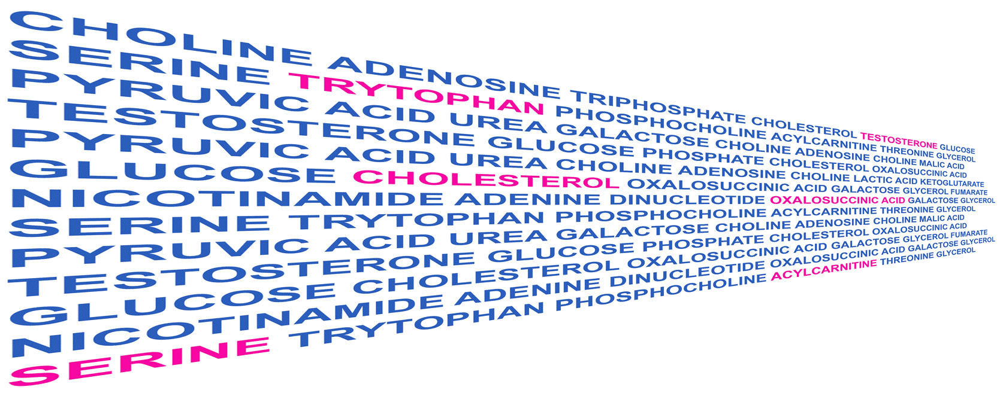 CHOLINE ADENOSINE TRIPHOSPHATE CHOLESTEROL TESTOSTERONE GLUCOSE
SERINE TRYTOPHAN PHOSPHOCHOLINE ACYLCARNITINE THREONINE GLYCEROL
PYRUVIC ACID UREA GALACTOSE CHOLINE ADENOSINE CHOLINE MALIC ACID
TESTOSTERONE GLUCOSE PHOSPHATE CHOLESTEROL OXALOSUCCINIC ACID
PYRUVIC ACID UREA CHOLINE ADENOSINE CHOLINE LACTIC ACID KETOGLUTARATE
GLUCOSE CHOLESTEROL OXALOSUCCINIC ACID GALACTOSE GLYCEROL FUMARATE
NICOTINAMIDE ADENINE DINUCLEOTIDE OXALOSUCCINIC ACID GALACTOSE GLYCEROL
SERINE TRYTOPHAN PHOSPHOCHOLINE ACYLCARNITINE THREONINE GLYCEROL
PYRUVIC ACID UREA GALACTOSE CHOLINE ADENOSINE CHOLINE MALIC ACID
TESTOSTERONE GLUCOSE PHOSPHATE CHOLESTEROL OXALOSUCCINIC ACID
GLUCOSE CHOLESTEROL OXALOSUCCINIC ACID GALACTOSE GLYCEROL FUMARATE
NICOTINAMIDE ADENINE DINUCLEOTIDE OXALOSUCCINIC ACID GALACTOSE GLYCEROL
SERINE TRYTOPHAN PHOSPHOCHOLINE ACYLCARNITINE THREONINE GLYCEROL